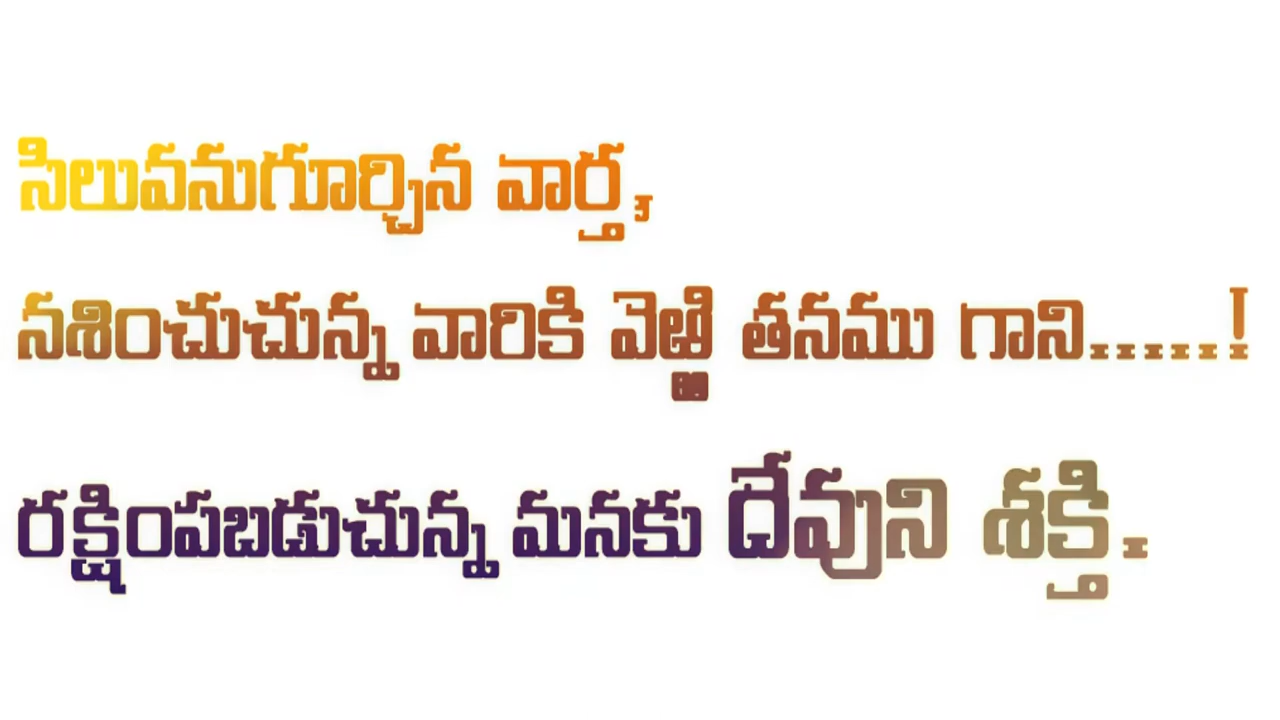 సిలువనుగూర్చిన వార్త,
నశించుచున్న వారికి వెఱ్ఱి తనము గాని......!
రక్షింపబడుచున్న మనకు దేవుని శక్తి.